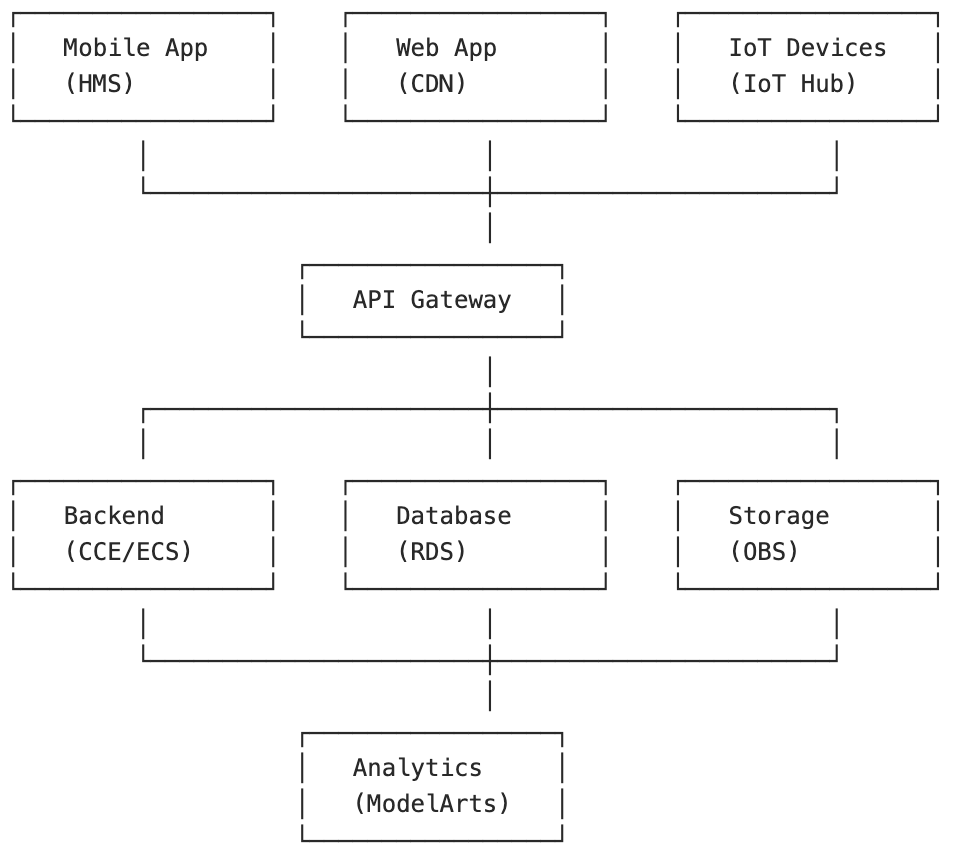 Mobile App
(HMS)
Web App
(CDN)
IoT Devices
(IoT Hub)
API Gateway
Backend
(CCE/ECS)
Database
(RDS)
Storage
(OBS)
Analytics
(ModelArts)